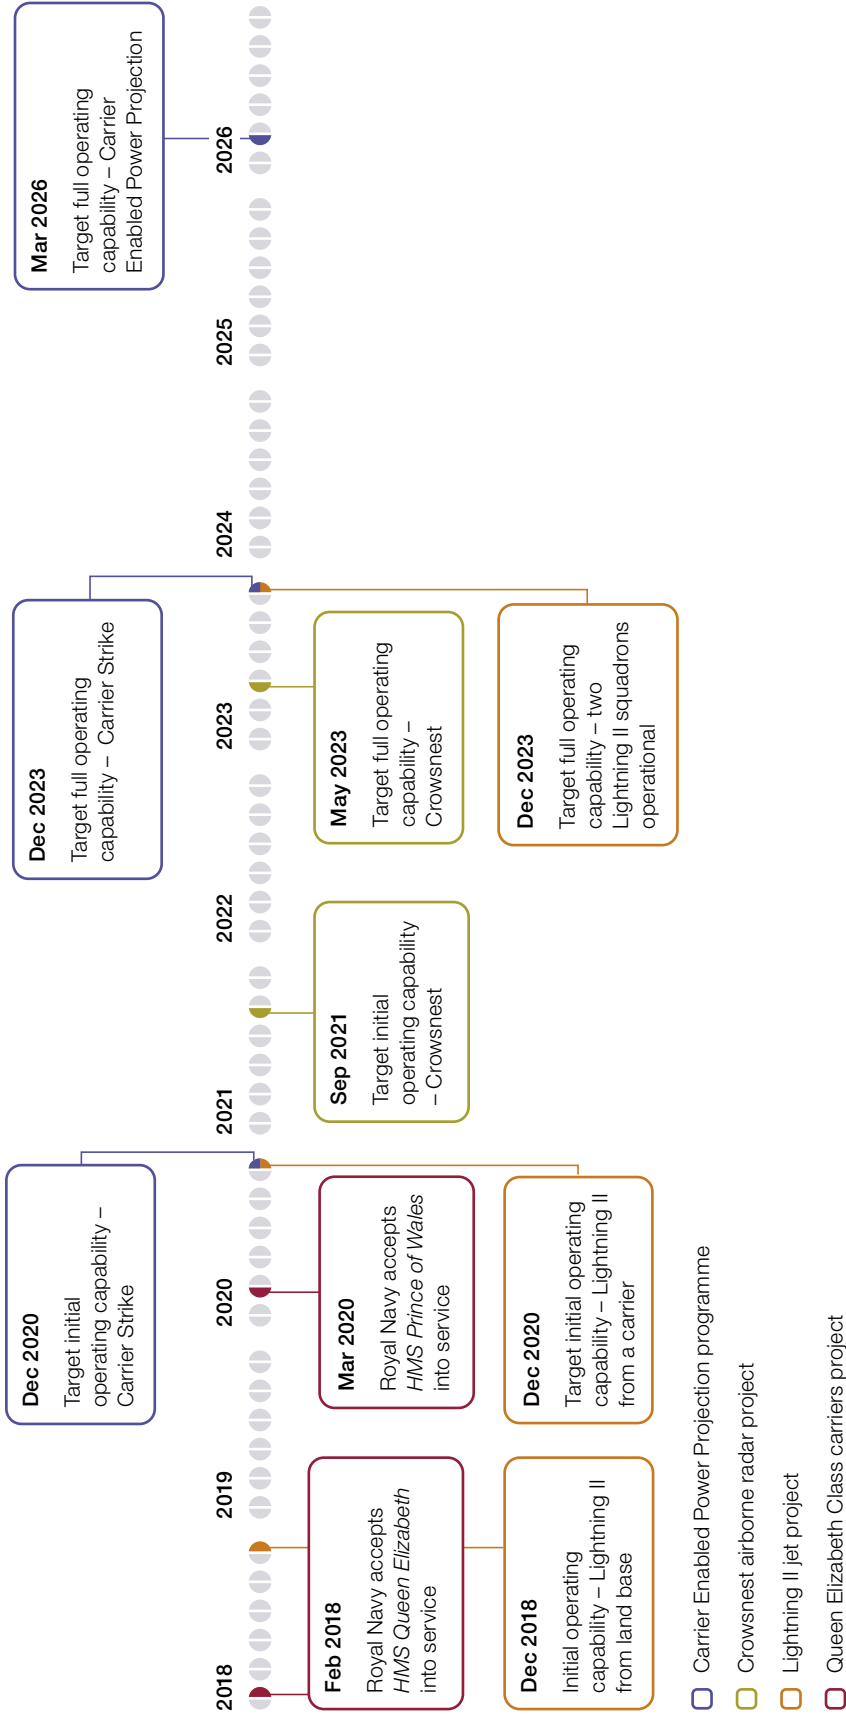 Dec 2020
Target initial
operating capability –
Carrier Strike
Dec 2023
Target full operating
capability – Carrier Strike
Mar 2026
Target full operating
capability – Carrier
Enabled Power Projection
2018
2019
2020
2021
2022
2023
2024
2025
2026
Feb 2018
Royal Navy accepts
HMS Queen Elizabeth
into service
Mar 2020
Royal Navy accepts
HMS Prince of Wales
into service
Sep 2021
Target initial
operating capability
– Crowsnest
May 2023
Target full operating
capability –
Crowsnest
Dec 2018
Initial operating
capability – Lightning II
from land base
Dec 2020
Target initial operating
capability – Lightning II
from a carrier
Dec 2023
Target full operating
capability – two
Lightning II squadrons
operational
Carrier Enabled Power Projection programme
Crowsnest airborne radar project
Lightning II jet project
Queen Elizabeth Class carriers project